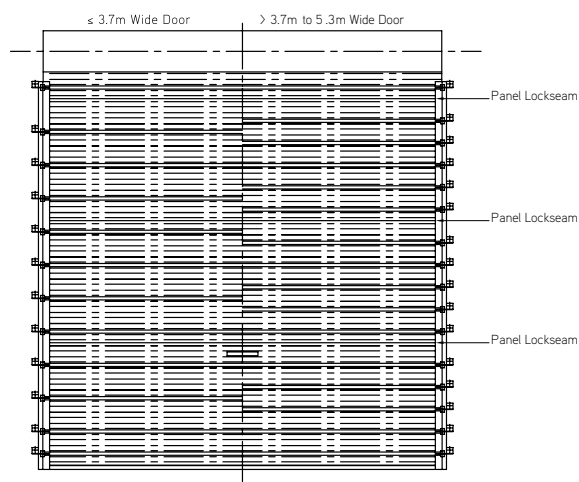 ≤ 3.7m Wide Door
> 3.7m to 5.3m Wide Door
Panel Lockseam
Panel Lockseam
Panel Lockseam